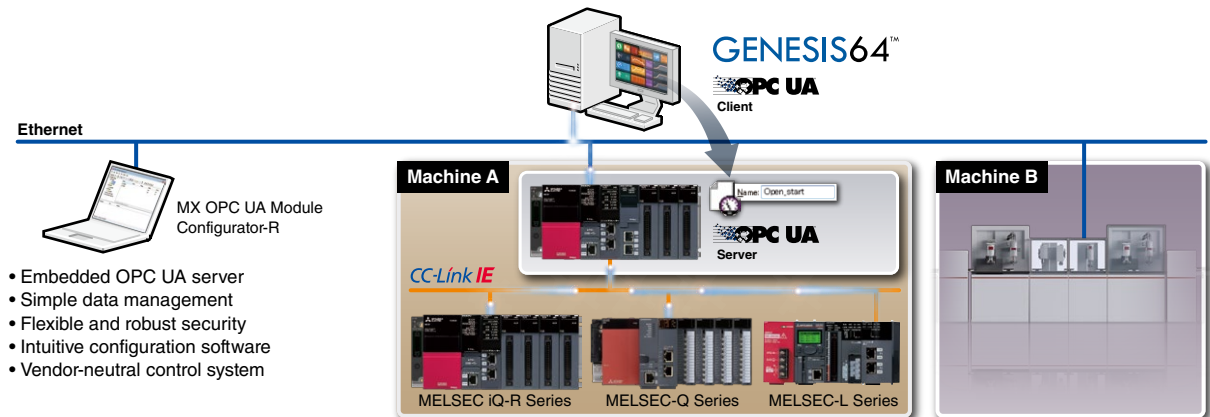 GENESIS64™
OPC UA
Client
Ethernet
Machine A
Machine B
Name: Open_start
MX OPC UA Module
Configurator-R
OPC UA
Server
• Embedded OPC UA server
• Simple data management
• Flexible and robust security
• Intuitive configuration software
• Vendor-neutral control system
CC-Link IE
MELSEC iQ-R Series
MELSEC-Q Series
MELSEC-L Series